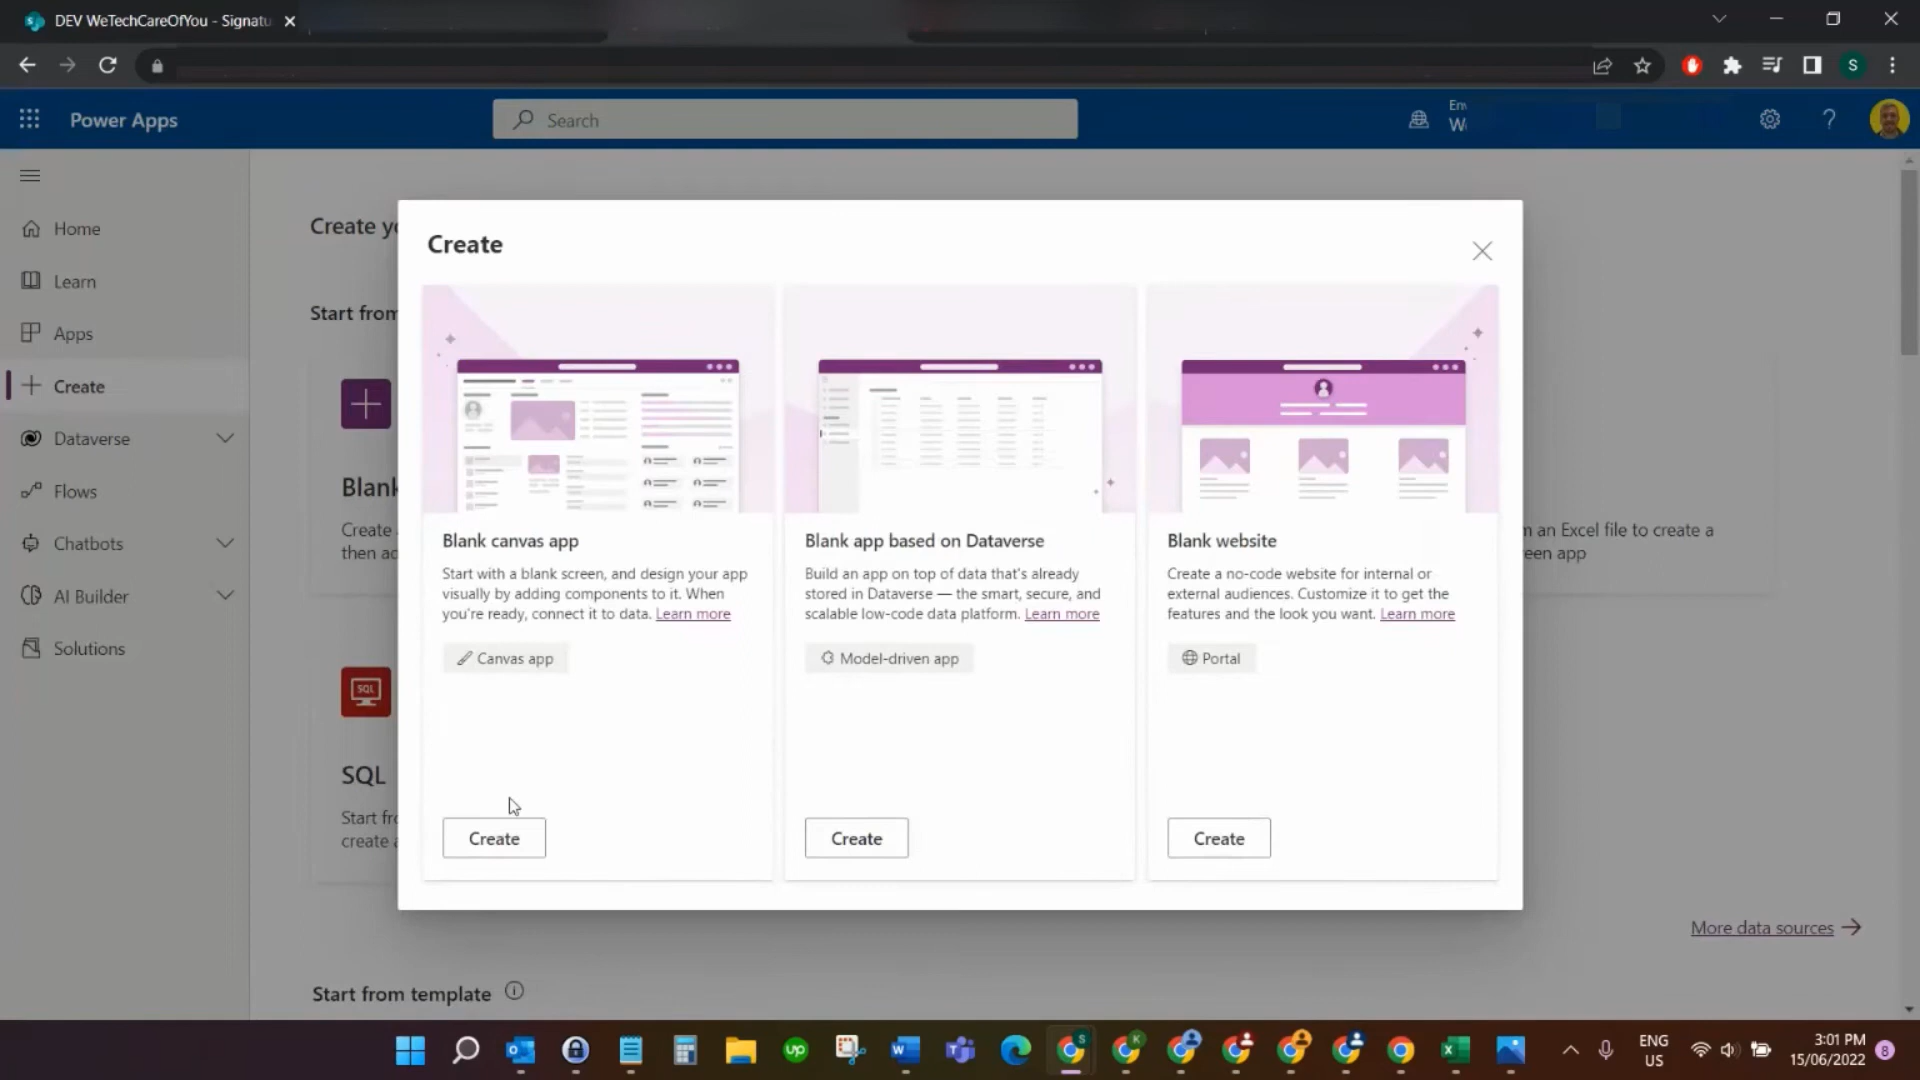 DEV WeTechCareOfYou - Signatu
S
Power Apps
Search
Home
Learn
Apps
Create
Dataverse
Flows
Chatbots
AI Builder
Solutions
Start from
Blank
Create
then
SQL
SQL
Start
create
Create
Blank canvas app
Start with a blank screen, and design your app
visually by adding components to it. When
you're ready, connect it to data. Learn more
Canvas app
Create
Blank app based on Dataverse
Build an app on top of data that's already
stored in Dataverse — the smart, secure, and
scalable low-code data platform. Learn more
Model-driven app
Create
Blank website
Create a no-code website for internal or
external audiences. Customize it to get the
features and the look you want. Learn more
Portal
Create
an Excel file to create a
app
More data sources
Start from template
ENG
US
3:01 PM
15/06/2022
8